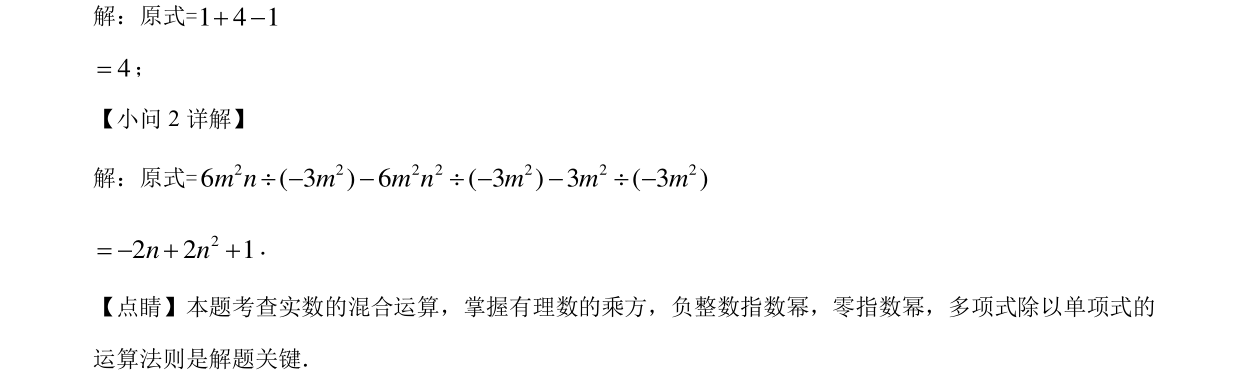 解：原式=1+4−1
=4；
【小问 2 详解】
解：原式=6m²n÷(−3m²)−6m²n²÷(−3m²)−3m²÷(−3m²)
=−2n+2n²+1．
【点睛】本题考查实数的混合运算，掌握有理数的乘方，负整数指数幂，零指数幂，多项式除以单项式的
运算法则是解题关键．